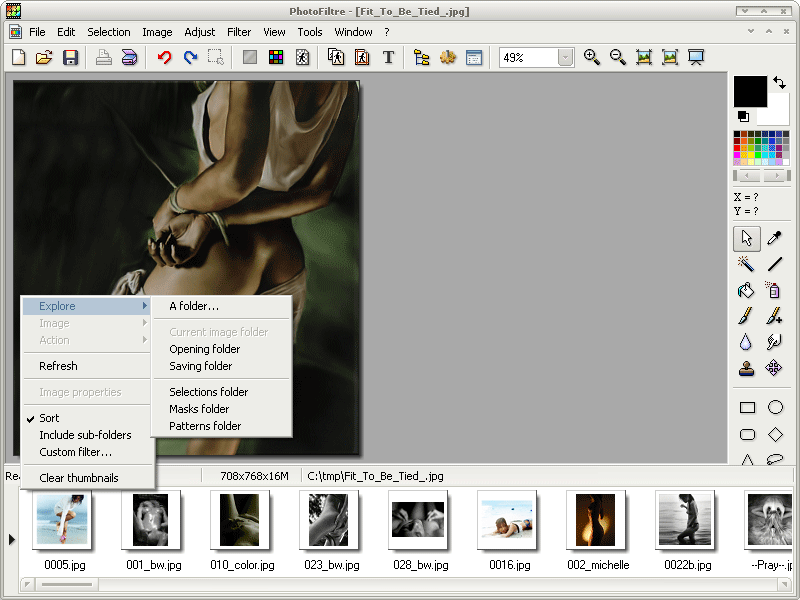 PhotoFiltre - [Fit_To_Be_Tied_.jpg]
File Edit Selection Image Adjust Filter View Tools Window ?
T 49%
X = ?
Y = ?
Explore
Image
Action
Refresh
Image properties
Sort
Include sub-folders
Custom filter...
Clear thumbnails
A folder...
Current image folder
Opening folder
Saving folder
Selections folder
Masks folder
Patterns folder
Re
708x768x16M C:\tmp\Fit_To_Be_Tied_.jpg
0005.jpg 001_bw.jpg 010_color.jpg 023_bw.jpg 028_bw.jpg 0016.jpg 002_michelle 0022b.jpg --Pray--.jp